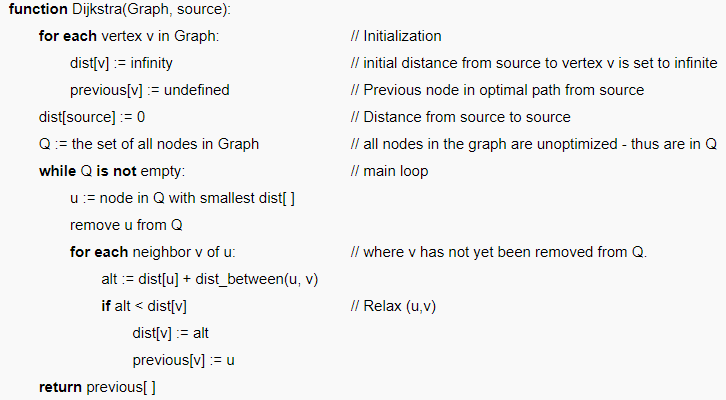 function Dijkstra(Graph, source):
for each vertex v in Graph: // Initialization
dist[v] := infinity // initial distance from source to vertex v is set to infinite
previous[v] := undefined // Previous node in optimal path from source
dist[source] := 0 // Distance from source to source
Q := the set of all nodes in Graph // all nodes in the graph are unoptimized - thus are in Q
while Q is not empty: // main loop
u := node in Q with smallest dist[ ]
remove u from Q
for each neighbor v of u: // where v has not yet been removed from Q.
alt := dist[u] + dist_between(u, v)
if alt < dist[v] // Relax (u,v)
dist[v] := alt
previous[v] := u
return previous[ ]